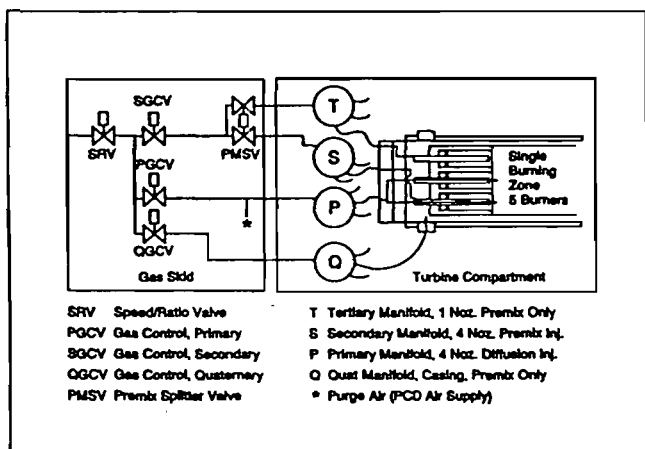 SGCV
SRV
PMSV
PGCV
QGCV
Gas Skid
T
S
P
Q
*
Single
Burning
Zone
5 Burners
Turbine Compartment
SRV Speed/Ratio Valve
PGCV Gas Control, Primary
SGCV Gas Control, Secondary
QGCV Gas Control, Quaternary
PMSV Premix Splitter Valve
T Tertiary Manifold, 1 Noz. Premix Only
S Secondary Manifold, 4 Noz. Premix Inj.
P Primary Manifold, 4 Noz. Diffusion Inj.
Q Quat Manifold, Casing, Premix Only
* Purge Air (PCD Air Supply)